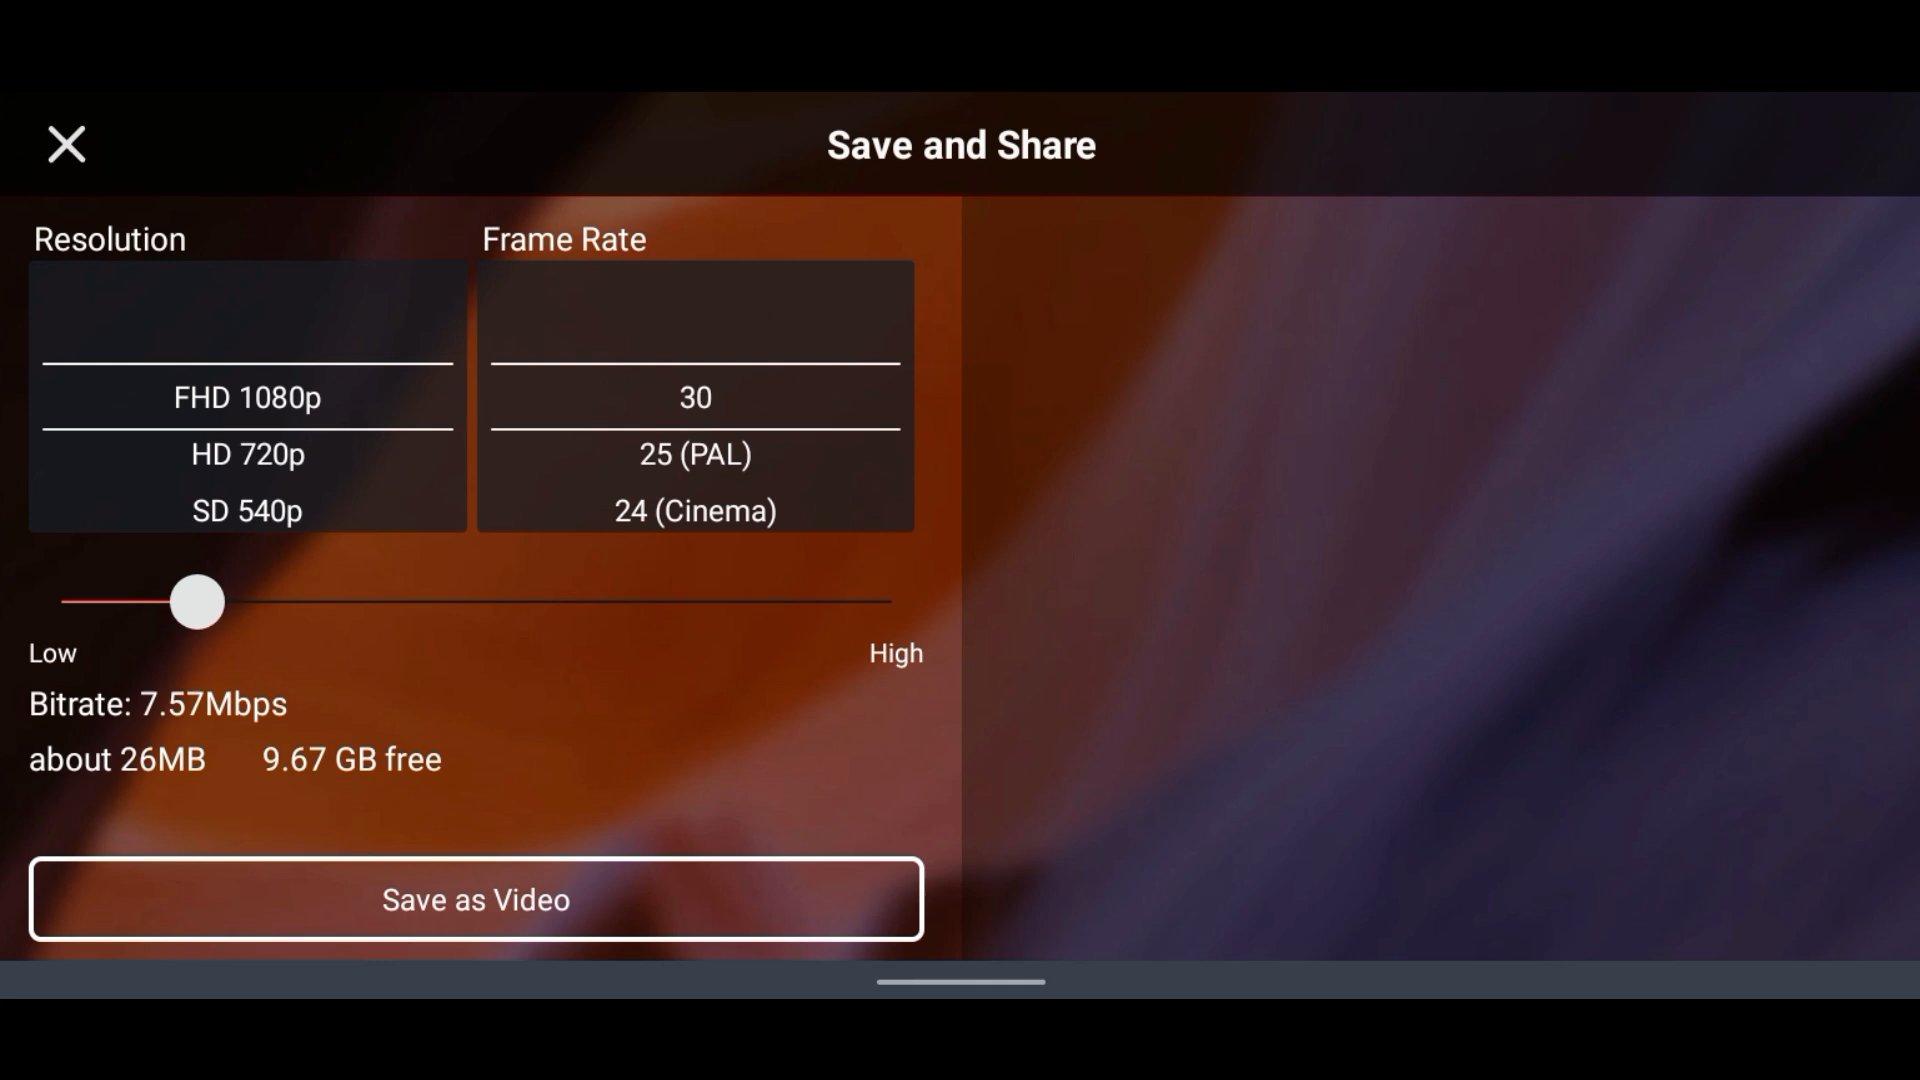 Save and Share
Resolution
Frame Rate
FHD 1080p
HD 720p
SD 540p
30
25 (PAL)
24 (Cinema)
Low
High
Bitrate: 7.57Mbps
about 26MB 9.67 GB free
Save as Video